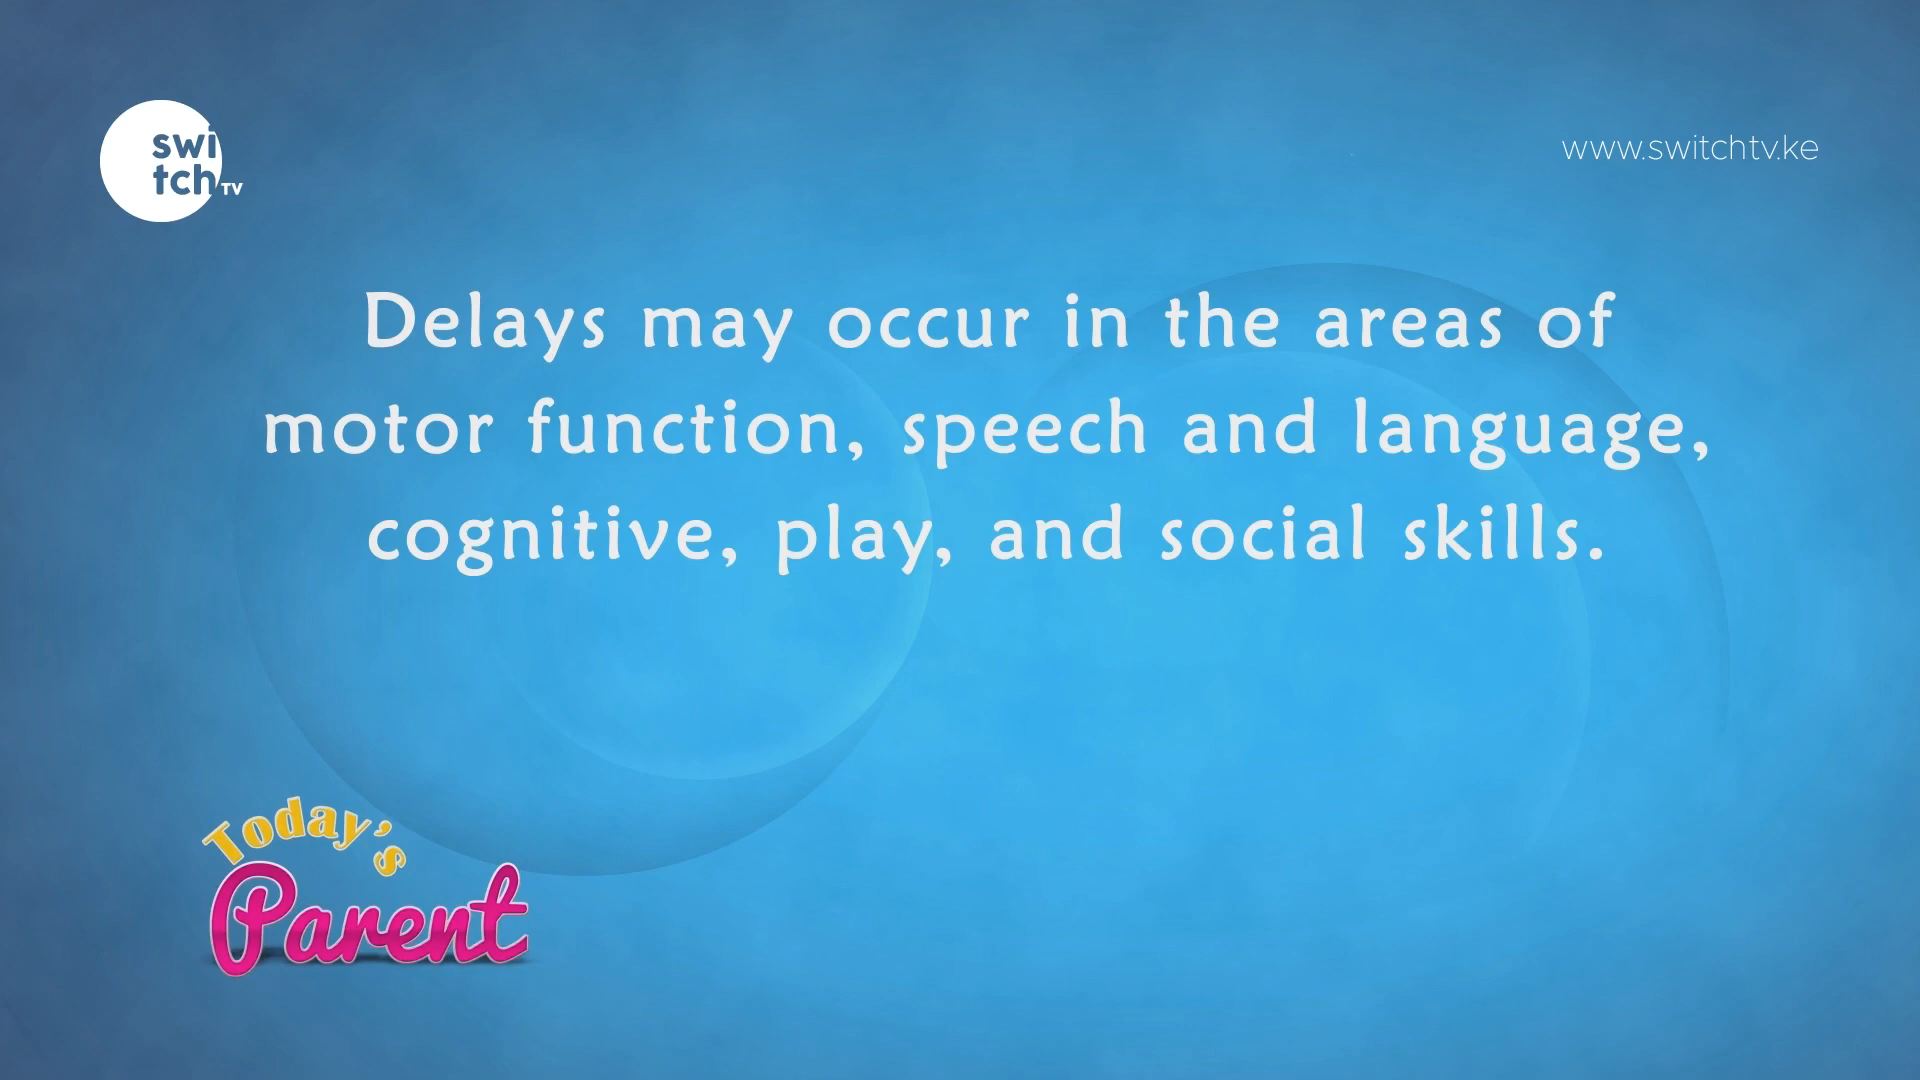 swi
tch TV
www.switchtv.ke
Delays may occur in the areas of
motor function, speech and language,
cognitive, play, and social skills.
Today's
Parent